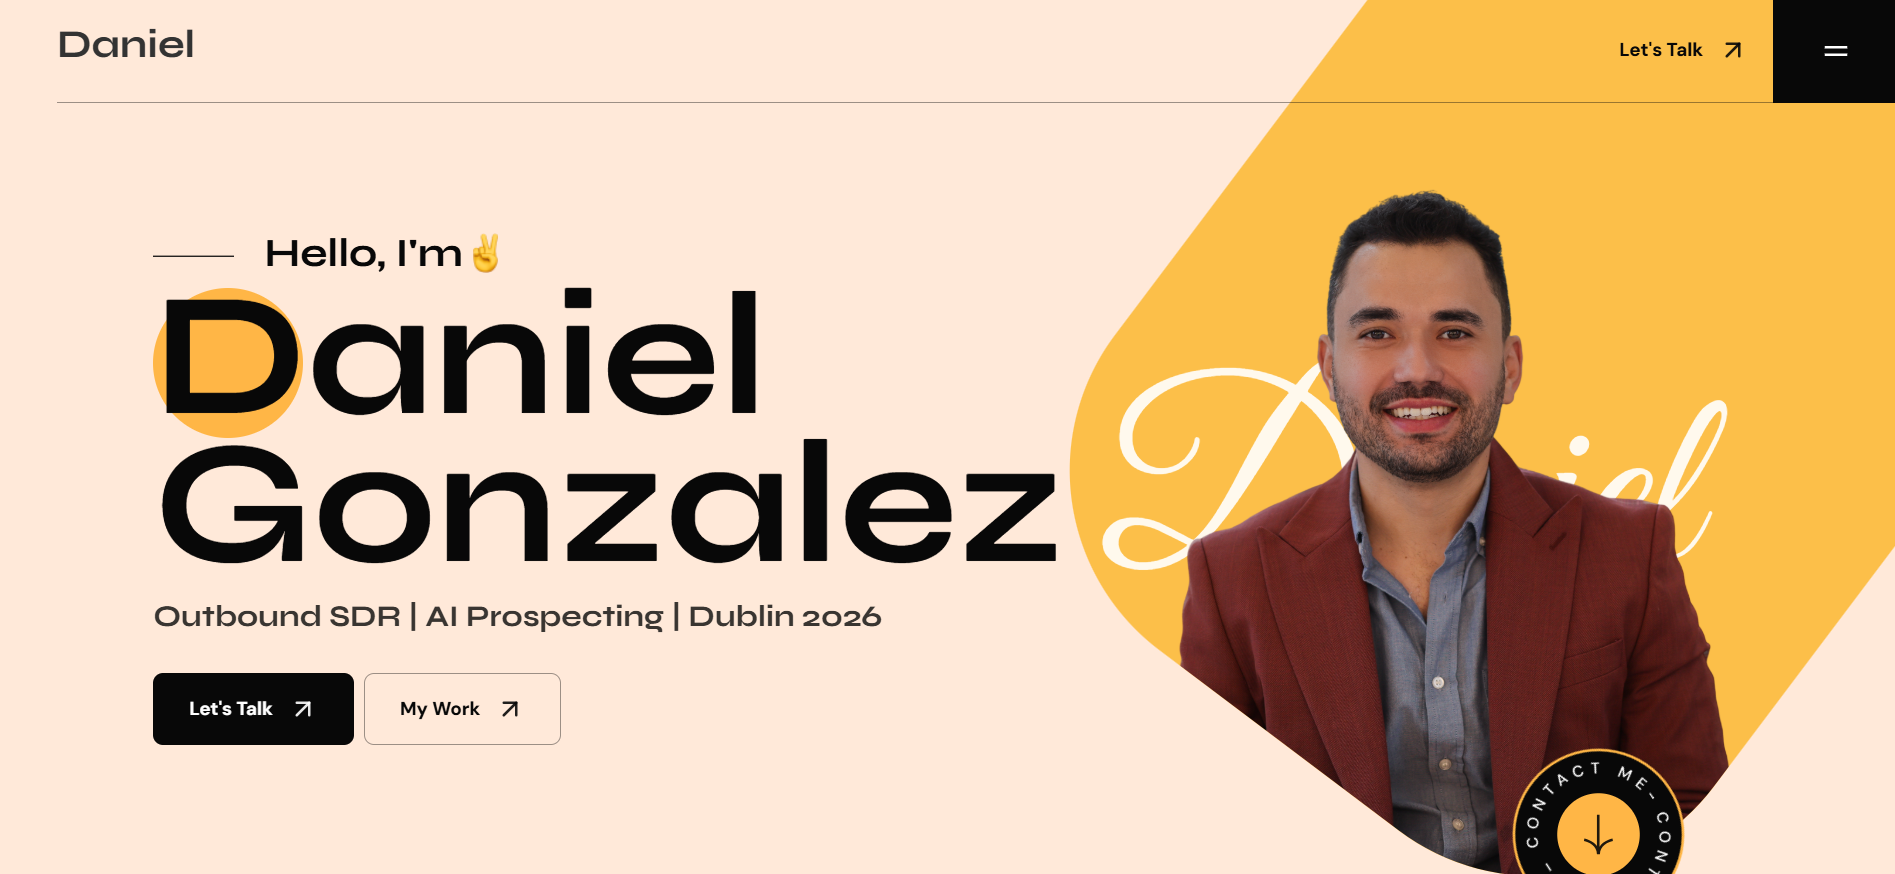 Daniel
Let's Talk
Hello, I'm✌️
Daniel
Gonzalez
Daniel
Outbound SDR | AI Prospecting | Dublin 2026
Let's Talk
My Work
CONTACT ME - CONT